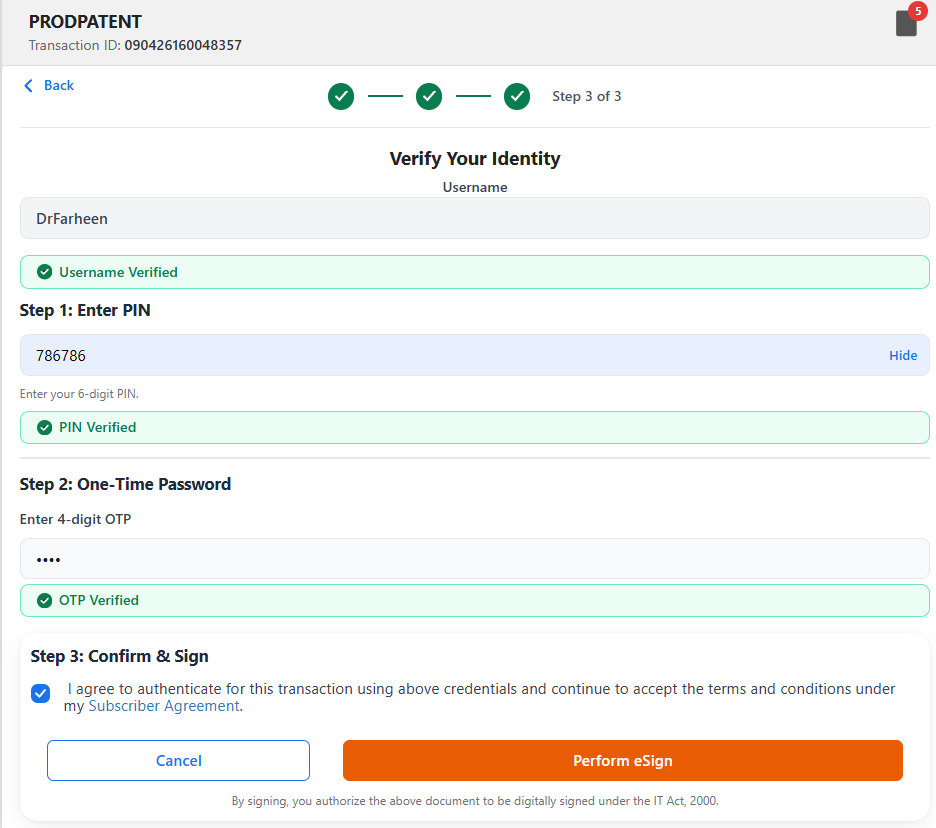 PRODPATENT
5
Transaction ID: 090426160048357
Back
Step 3 of 3
Verify Your Identity
Username
DrFarheen
Username Verified
Step 1: Enter PIN
786786
Hide
Enter your 6-digit PIN.
PIN Verified
Step 2: One-Time Password
Enter 4-digit OTP
••••
OTP Verified
Step 3: Confirm & Sign
I agree to authenticate for this transaction using above credentials and continue to accept the terms and conditions under
my Subscriber Agreement.
Cancel
Perform eSign
By signing, you authorize the above document to be digitally signed under the IT Act, 2000.